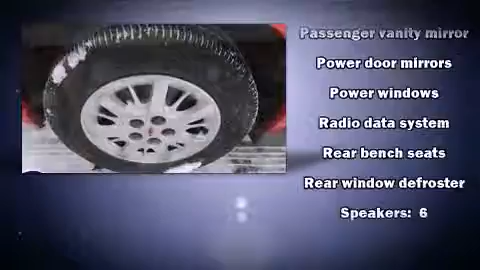 Passenger vanity mirror
Power door mirrors
Power windows
Radio data system
Rear bench seats
Rear window defroster
Speakers: 6